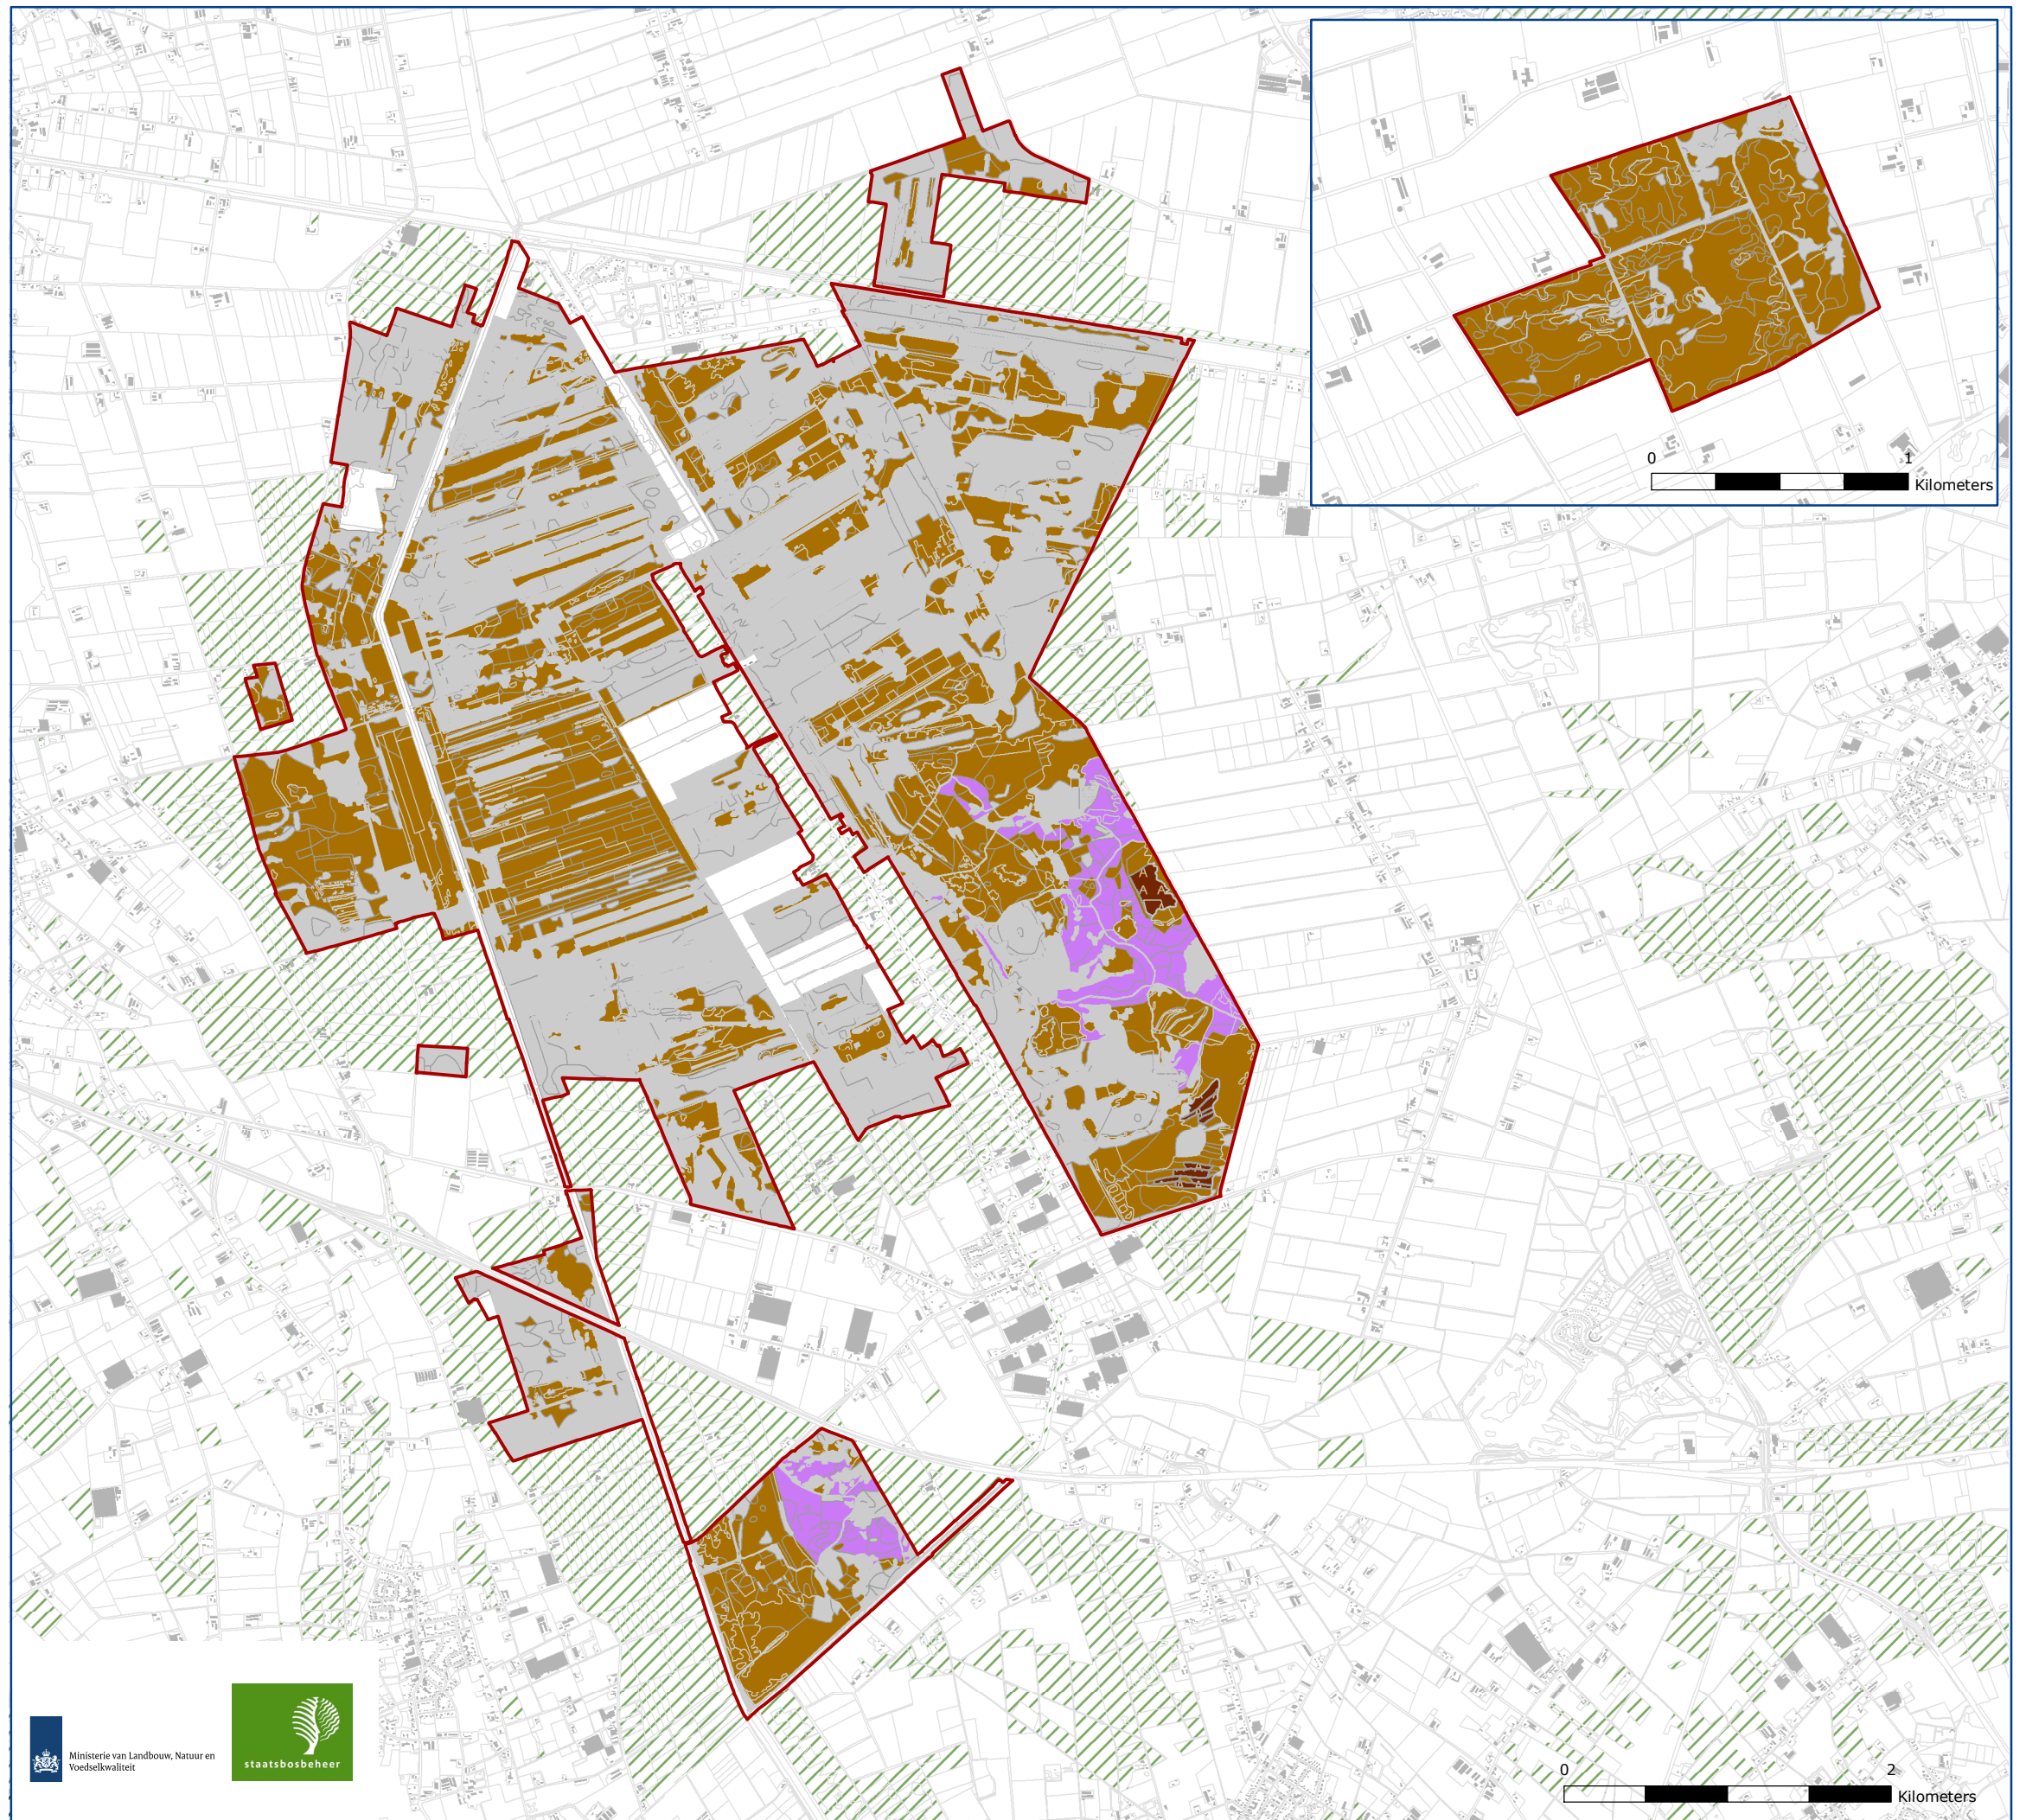 0 1
Kilometers
Ministerie van Landbouw, Natuur en
Voedselkwaliteit
staatsbosbeheer
0 2
Kilometers